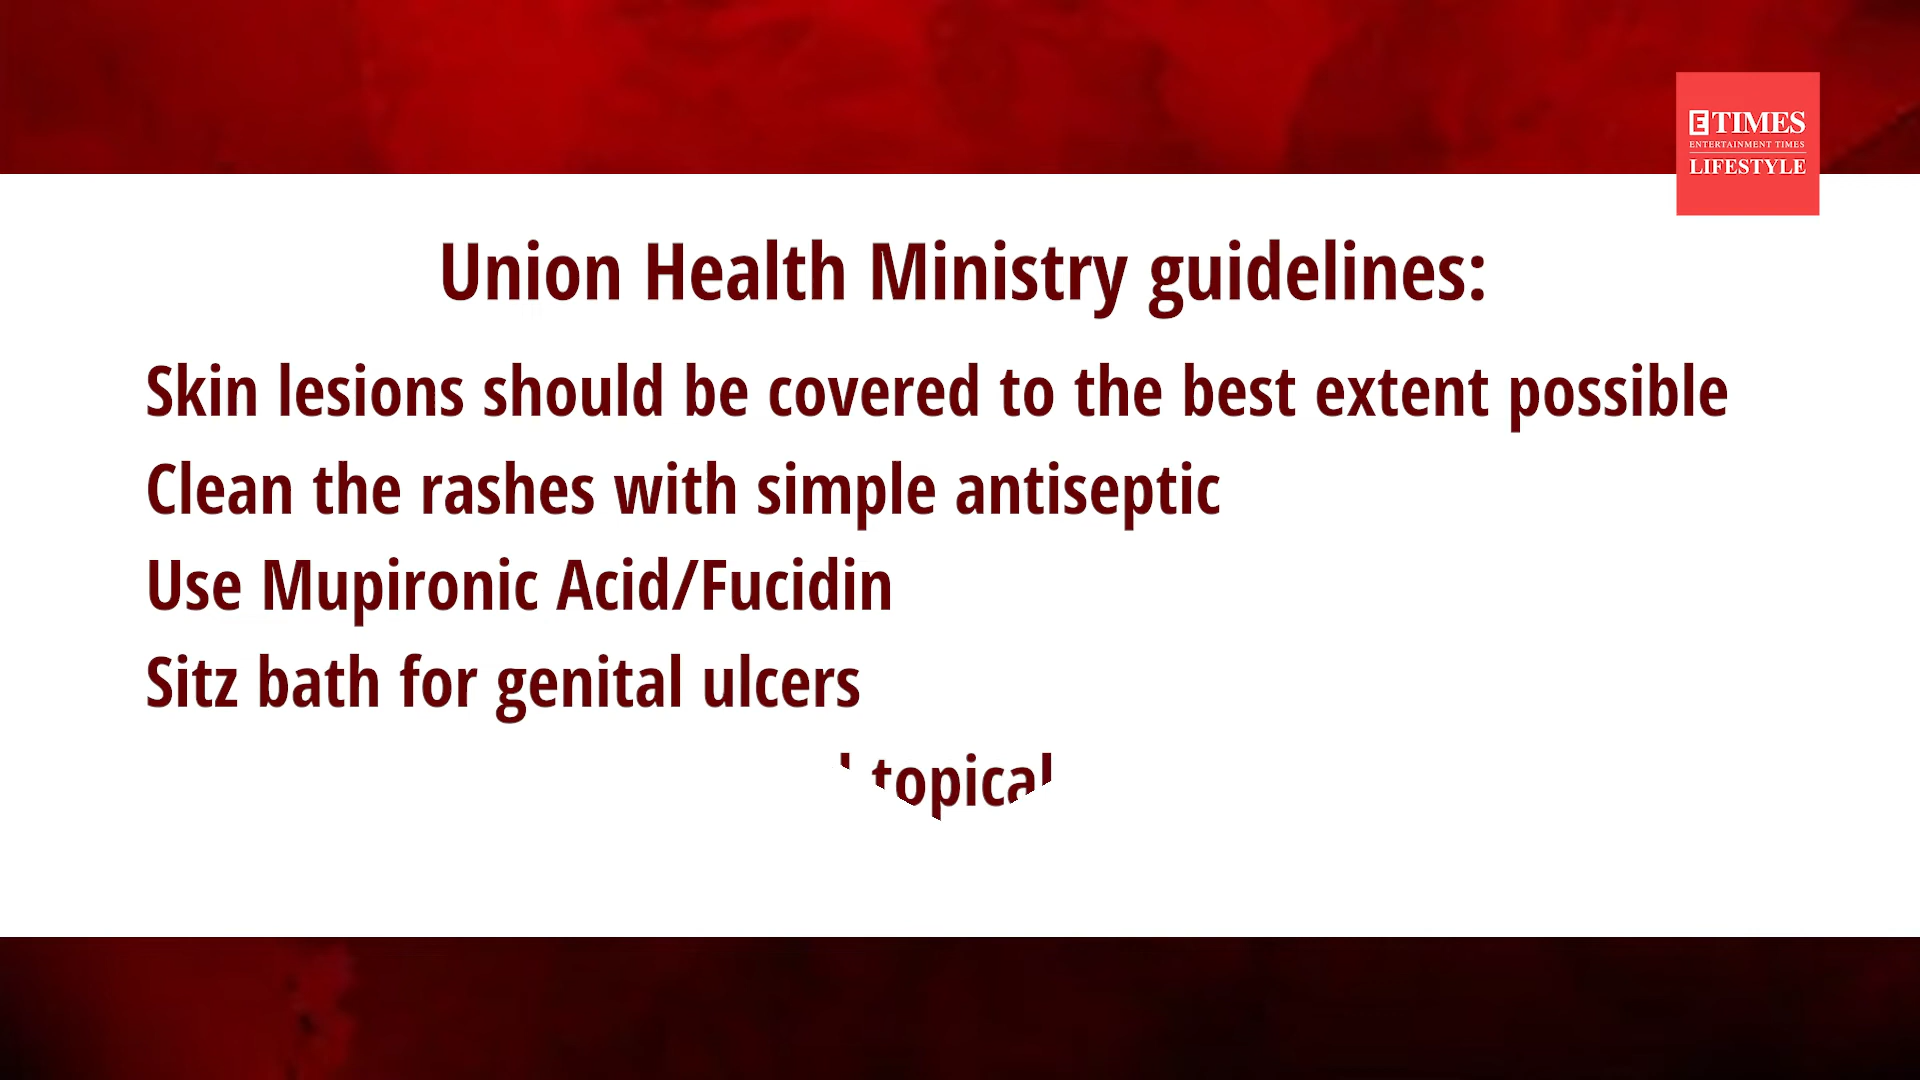 ETIMES
ENTERTAINMENT TIMES
LIFESTYLE
Union Health Ministry guidelines:
Skin lesions should be covered to the best extent possible
Clean the rashes with simple antiseptic
Use Mupironic Acid/Fucidin
Sitz bath for genital ulcers
topical